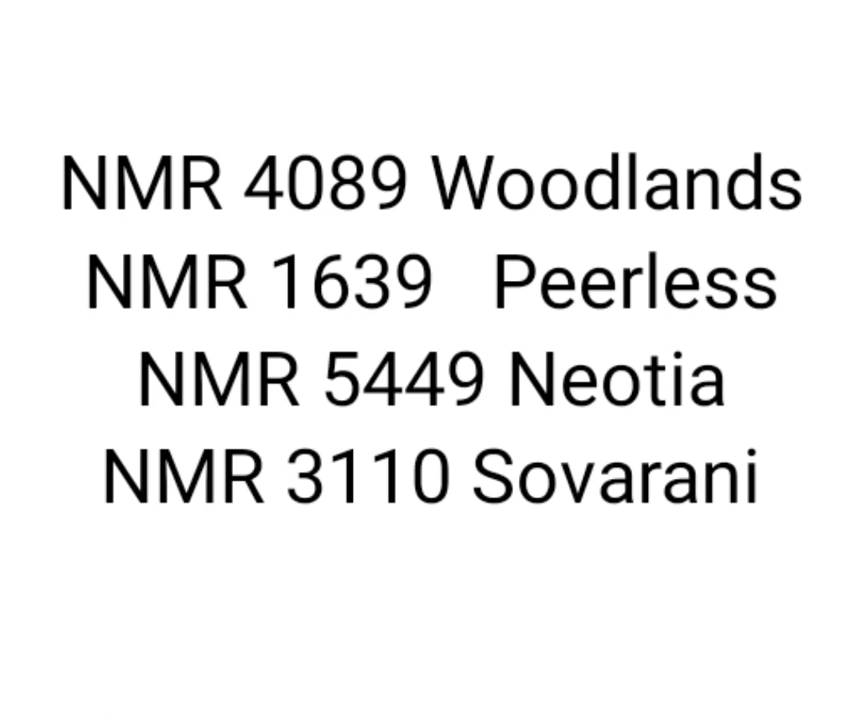 NMR 4089 Woodlands
NMR 1639   Peerless
NMR 5449 Neotia
NMR 3110 Sovarani